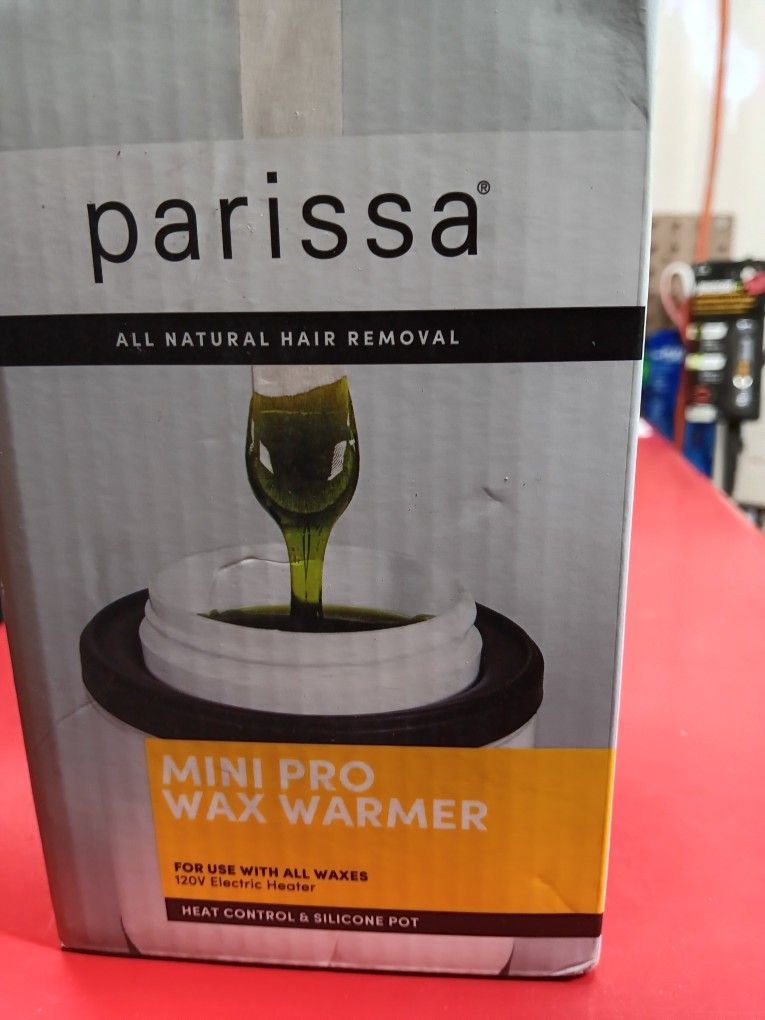 parissa®
ALL NATURAL HAIR REMOVAL
MINI PRO
WAX WARMER
FOR USE WITH ALL WAXES
120V Electric Heater
HEAT CONTROL & SILICONE POT